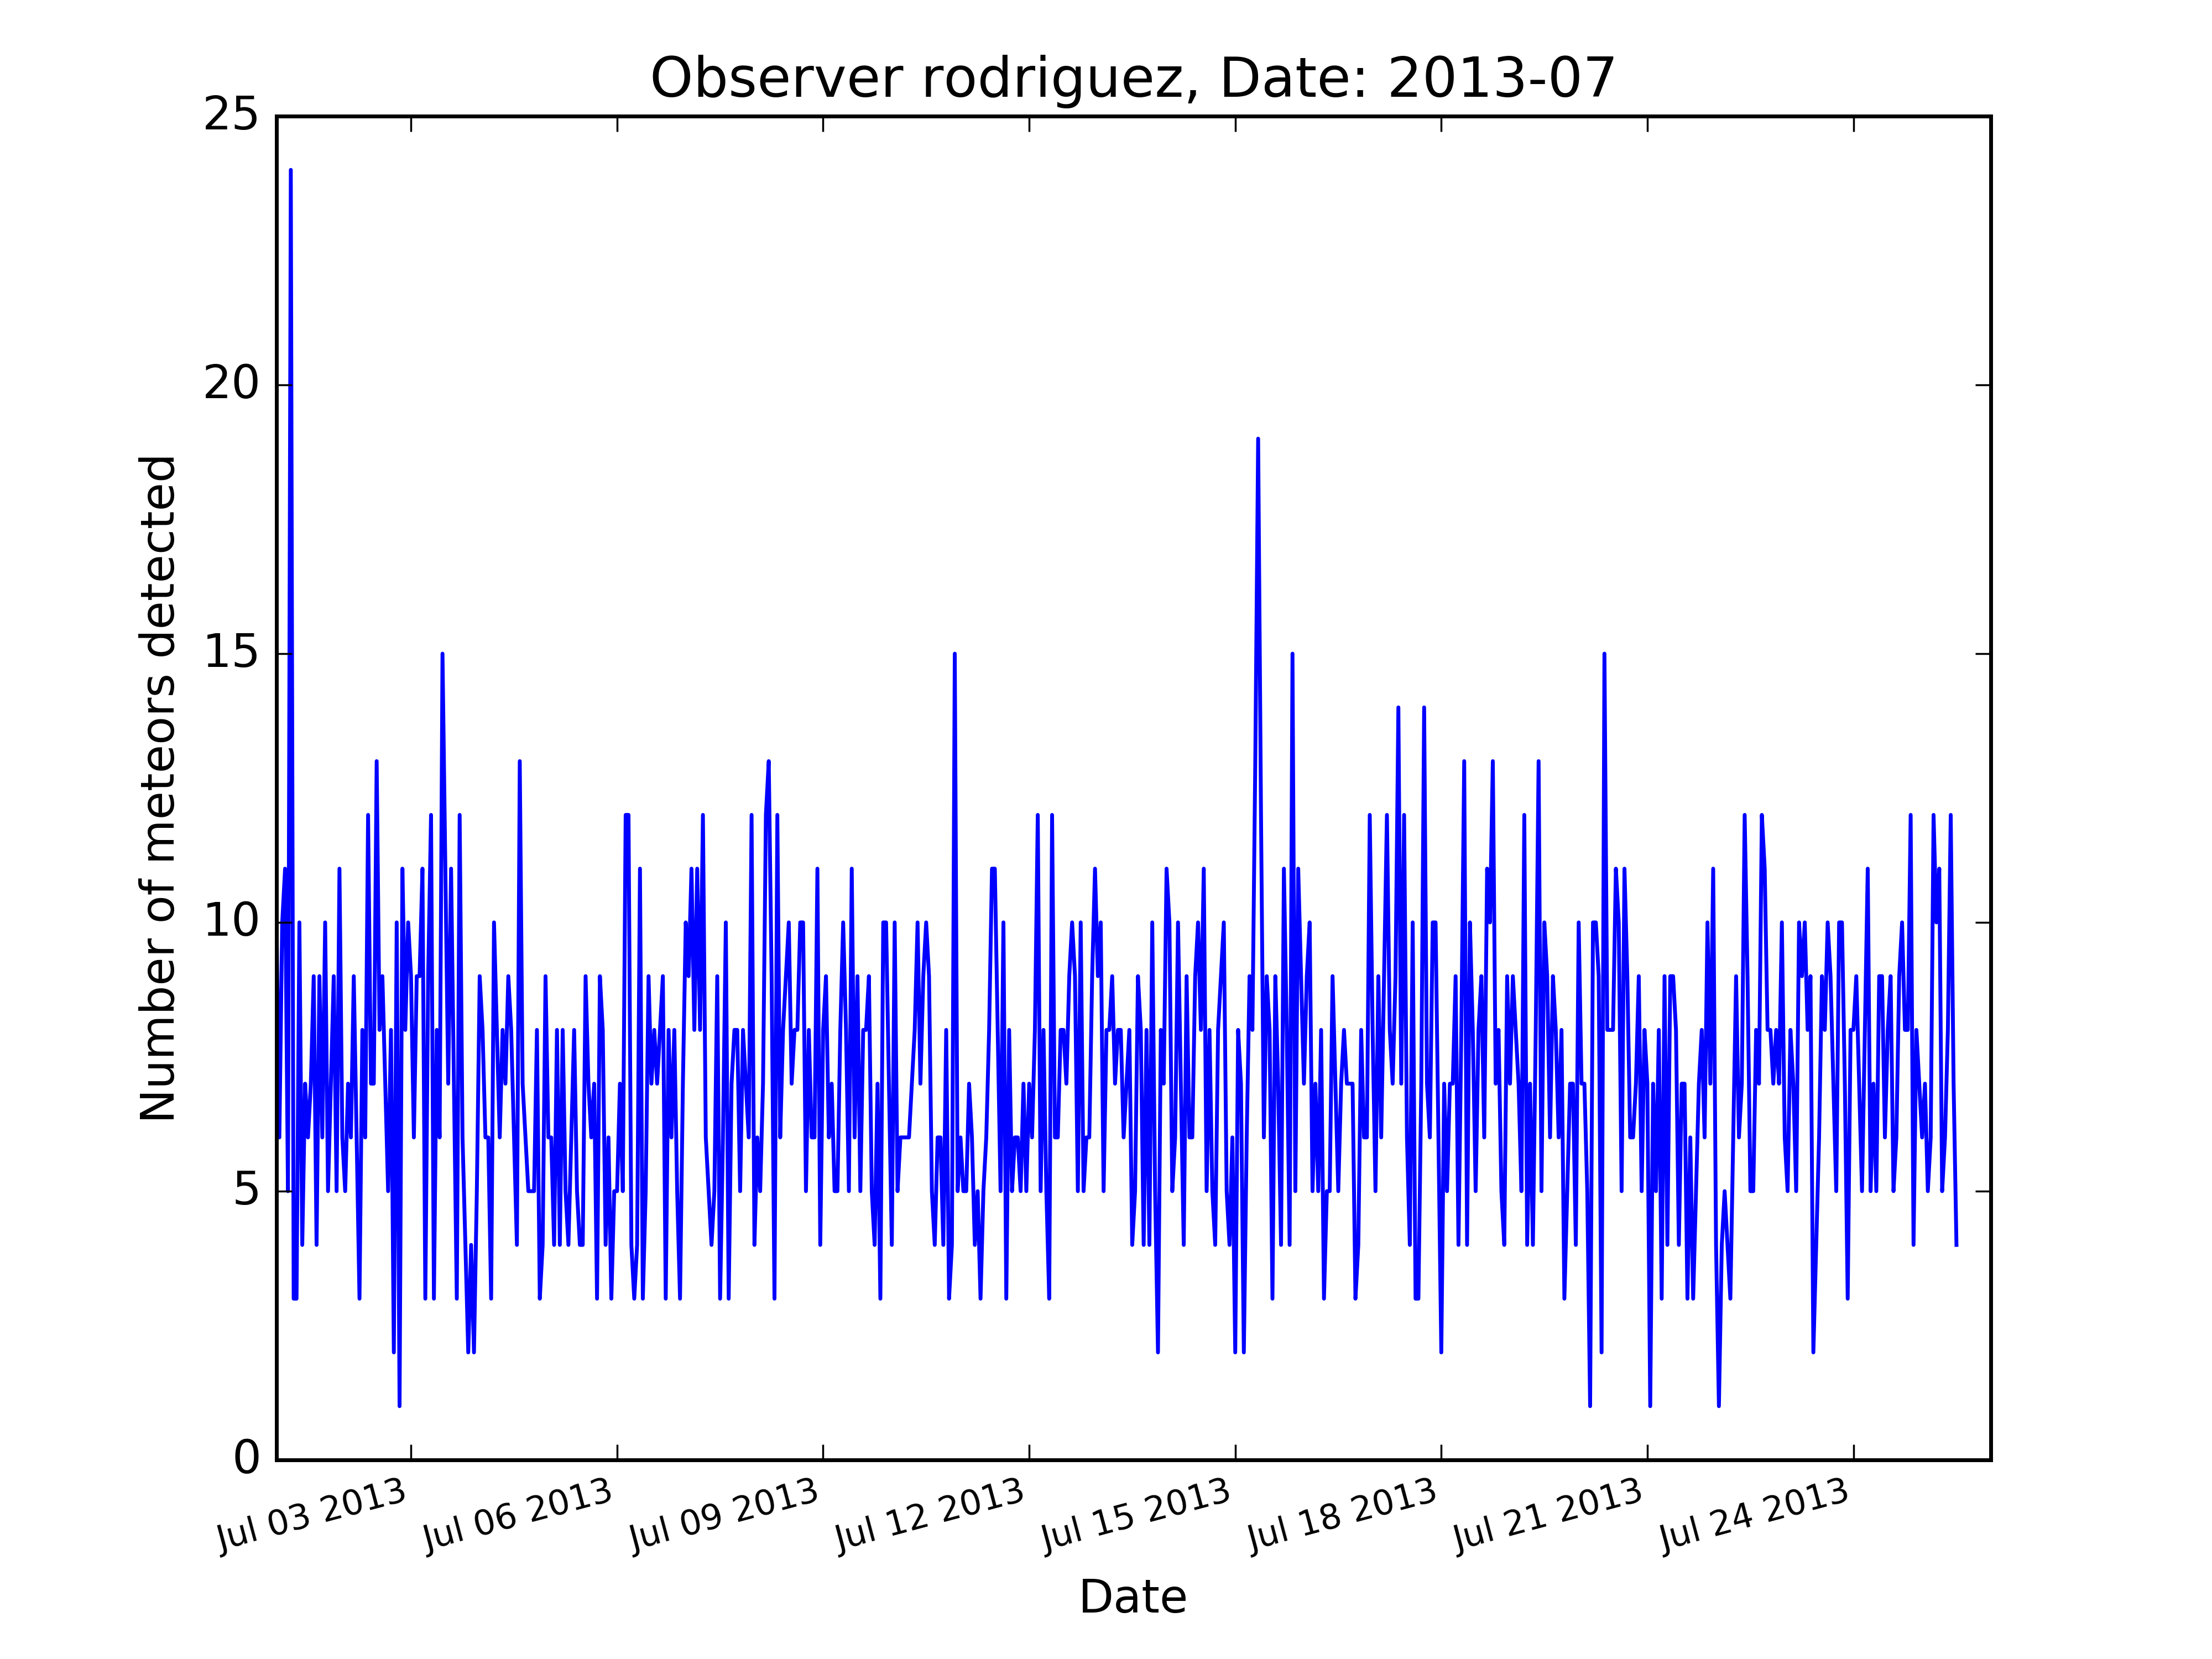 Observer rodriguez, Date: 2013-07
Number of meteors detected
25
20
15
10
5
0
Jul 03 2013
Jul 06 2013
Jul 09 2013
Jul 12 2013
Jul 15 2013
Jul 18 2013
Jul 21 2013
Jul 24 2013
Date